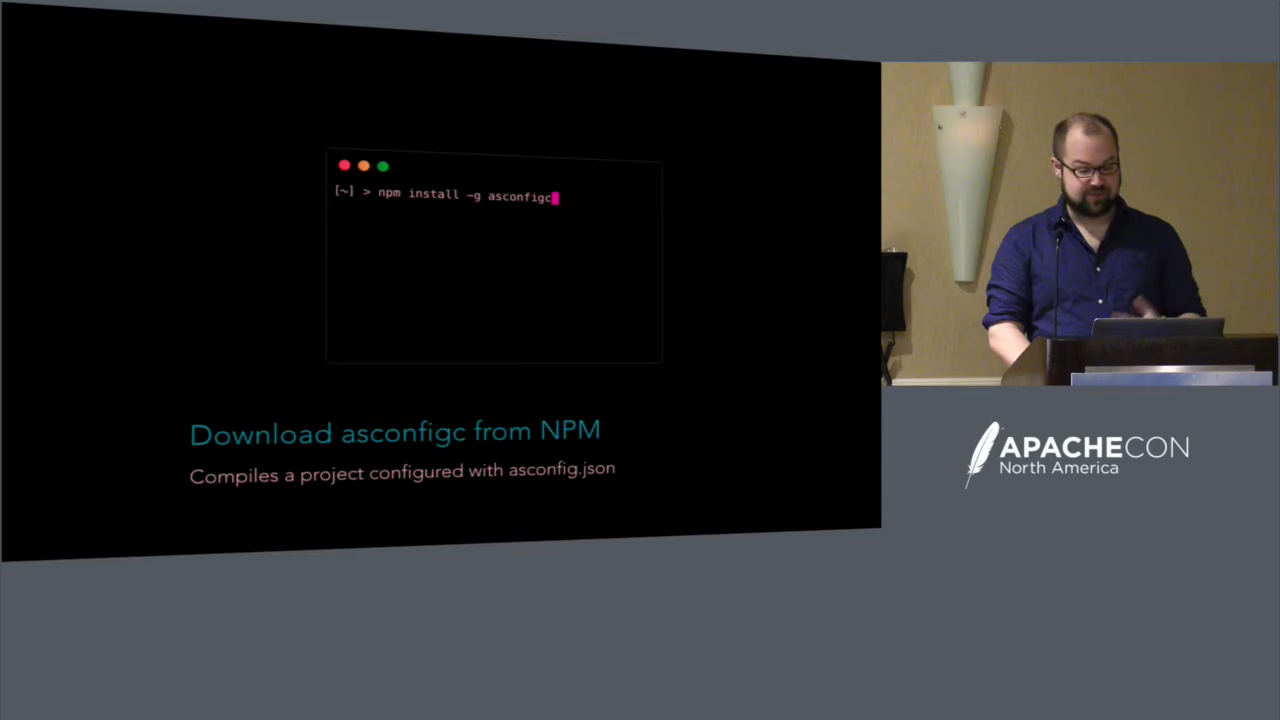 [~] > npm install -g asconfigc
Download asconfigc from NPM
Compiles a project configured with asconfig.json
APACHECON
North America